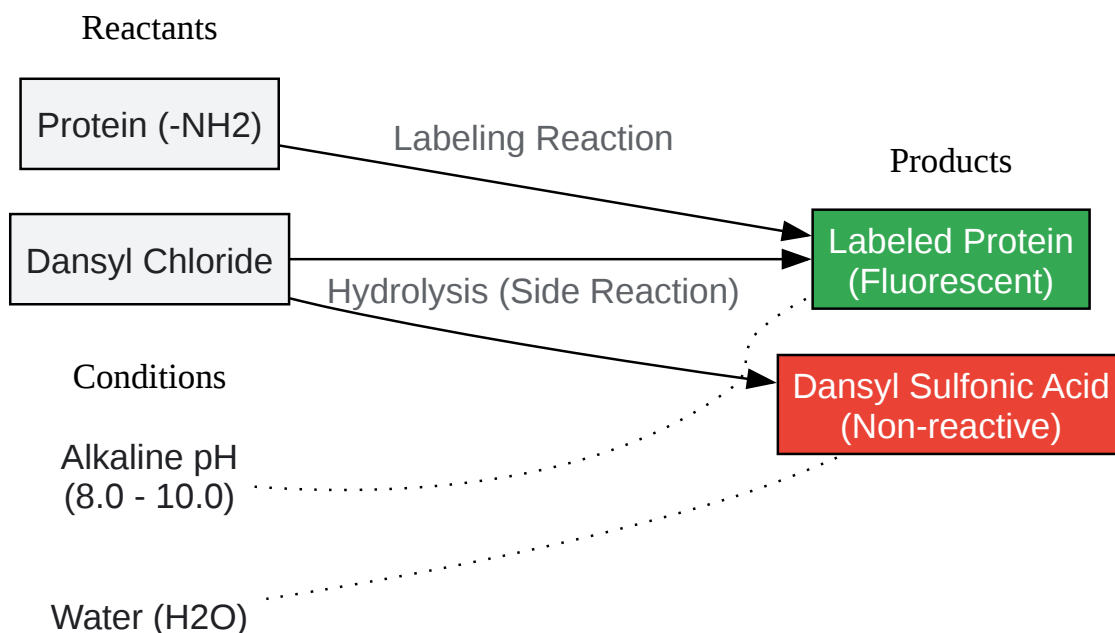 Reactants
Protein (-NH2)
Labeling Reaction
Products
Dansyl Chloride
Labeled Protein
(Fluorescent)
Hydrolysis (Side Reaction)
Conditions
Dansyl Sulfonic Acid
(Non-reactive)
Alkaline pH
(8.0 - 10.0)
Water (H2O)